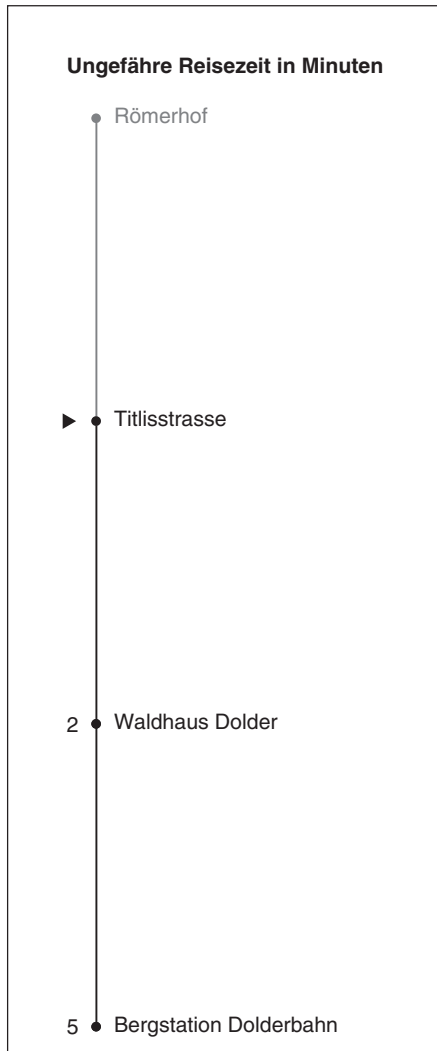 Ungefähre Reisezeit in Minuten
Römerhof
Titlisstrasse
2 Waldhaus Dolder
5 Bergstation Dolderbahn